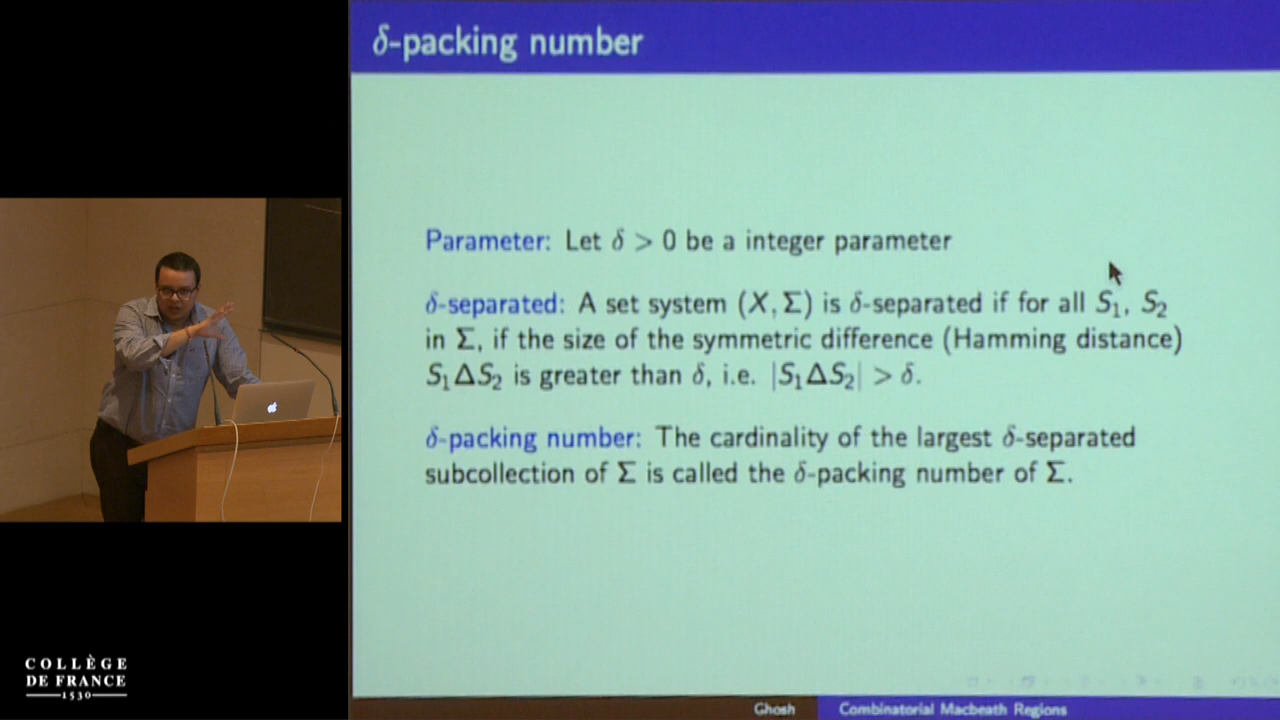 δ-packing number
Parameter: Let δ > 0 be a integer parameter
δ-separated: A set system (X, Σ) is δ-separated if for all S₁, S₂
in Σ, if the size of the symmetric difference (Hamming distance)
S₁ΔS₂ is greater than δ, i.e. |S₁ΔS₂| > δ.
δ-packing number: The cardinality of the largest δ-separated
subcollection of Σ is called the δ-packing number of Σ.
Ghosh Combinatorial Macbeath Regions
COLLÈGE
DE FRANCE
1530